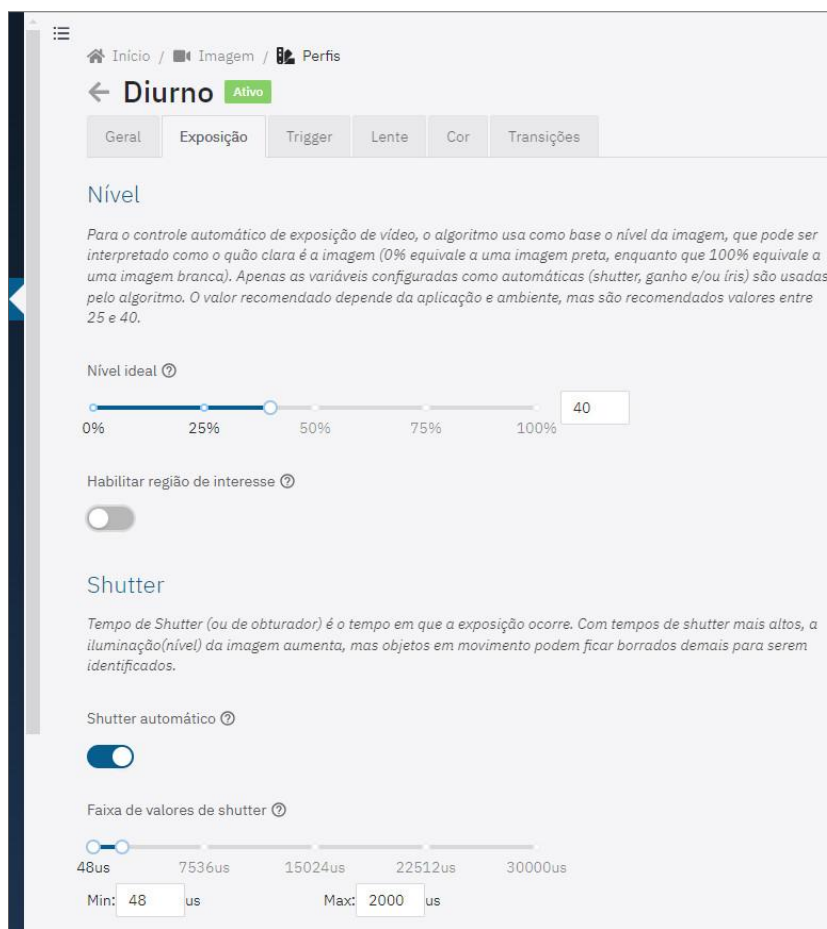 Início / Imagem / Perfis
Diurno Ativo
Geral Exposição Trigger Lente Cor Transições
Nível
Para o controle automático de exposição de vídeo, o algoritmo usa como base o nível da imagem, que pode ser
interpretado como o quão clara é a imagem (0% equivale a uma imagem preta, enquanto que 100% equivale a
uma imagem branca). Apenas as variáveis configuradas como automáticas (shutter, ganho e/ou íris) são usadas
pelo algoritmo. O valor recomendado depende da aplicação e ambiente, mas são recomendados valores entre
25 e 40.
Nível ideal
40
0% 25% 50% 75% 100%
Habilitar região de interesse
Shutter
Tempo de Shutter (ou de obturador) é o tempo em que a exposição ocorre. Com tempos de shutter mais altos, a
iluminação(nível) da imagem aumenta, mas objetos em movimento podem ficar borrados demais para serem
identificados.
Shutter automático
Faixa de valores de shutter
48us 7536us 15024us 22512us 30000us
Min: 48 us Max: 2000 us